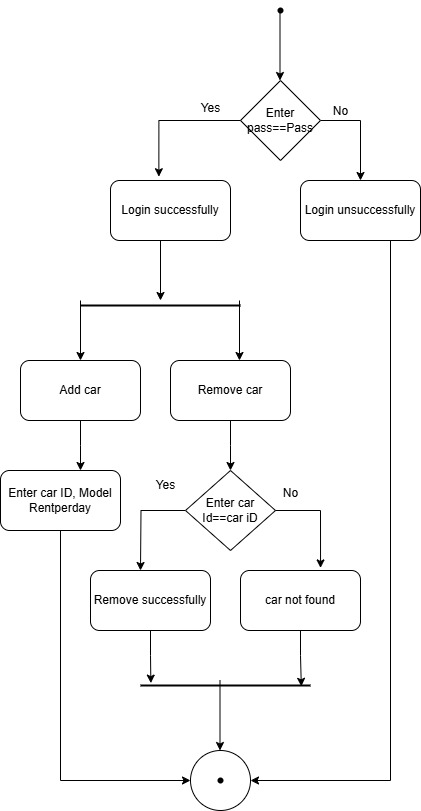 Yes
No
Enter
pass==Pass
Login successfully
Login unsuccessfully
Add car
Remove car
Enter car ID, Model
Rentperday
Yes
No
Enter car
Id==car iD
Remove successfully
car not found